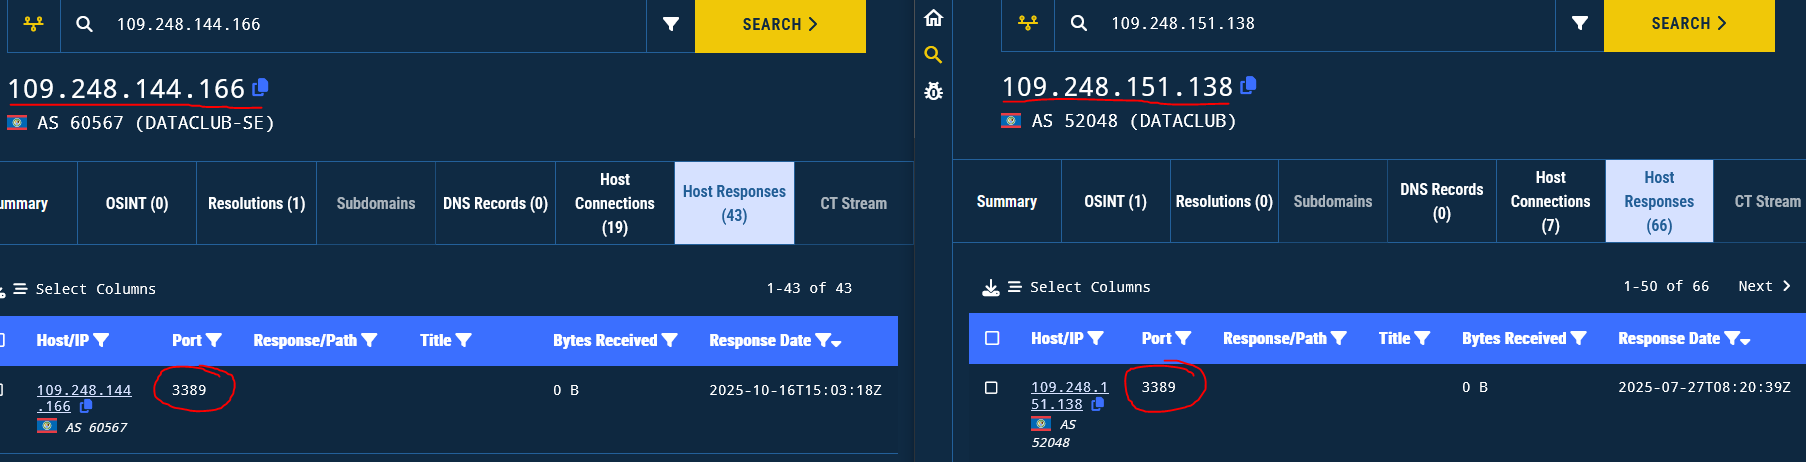 109.248.144.166
SEARCH
109.248.144.166
AS 60567 (DATACLUB-SE)
ummary
OSINT (0)
Resolutions (1)
Subdomains
DNS Records (0)
Host
Connections
(19)
Host Responses
(43)
CT Stream
Select Columns
1-43 of 43
Host/IP
Port
Response/Path
Title
Bytes Received
Response Date
109.248.144
.166
3389
0 B
2025-10-16T15:03:18Z
AS 60567
109.248.151.138
SEARCH
109.248.151.138
AS 52048 (DATACLUB)
Summary
OSINT (1)
Resolutions (0)
Subdomains
DNS Records
(0)
Host
Connections
(7)
Host
Responses
(66)
CT Stream
Select Columns
1-50 of 66
Next
Host/IP
Port
Response/Path
Title
Bytes Received
Response Date
109.248.1
51.138
3389
0 B
2025-07-27T08:20:39Z
AS
52048